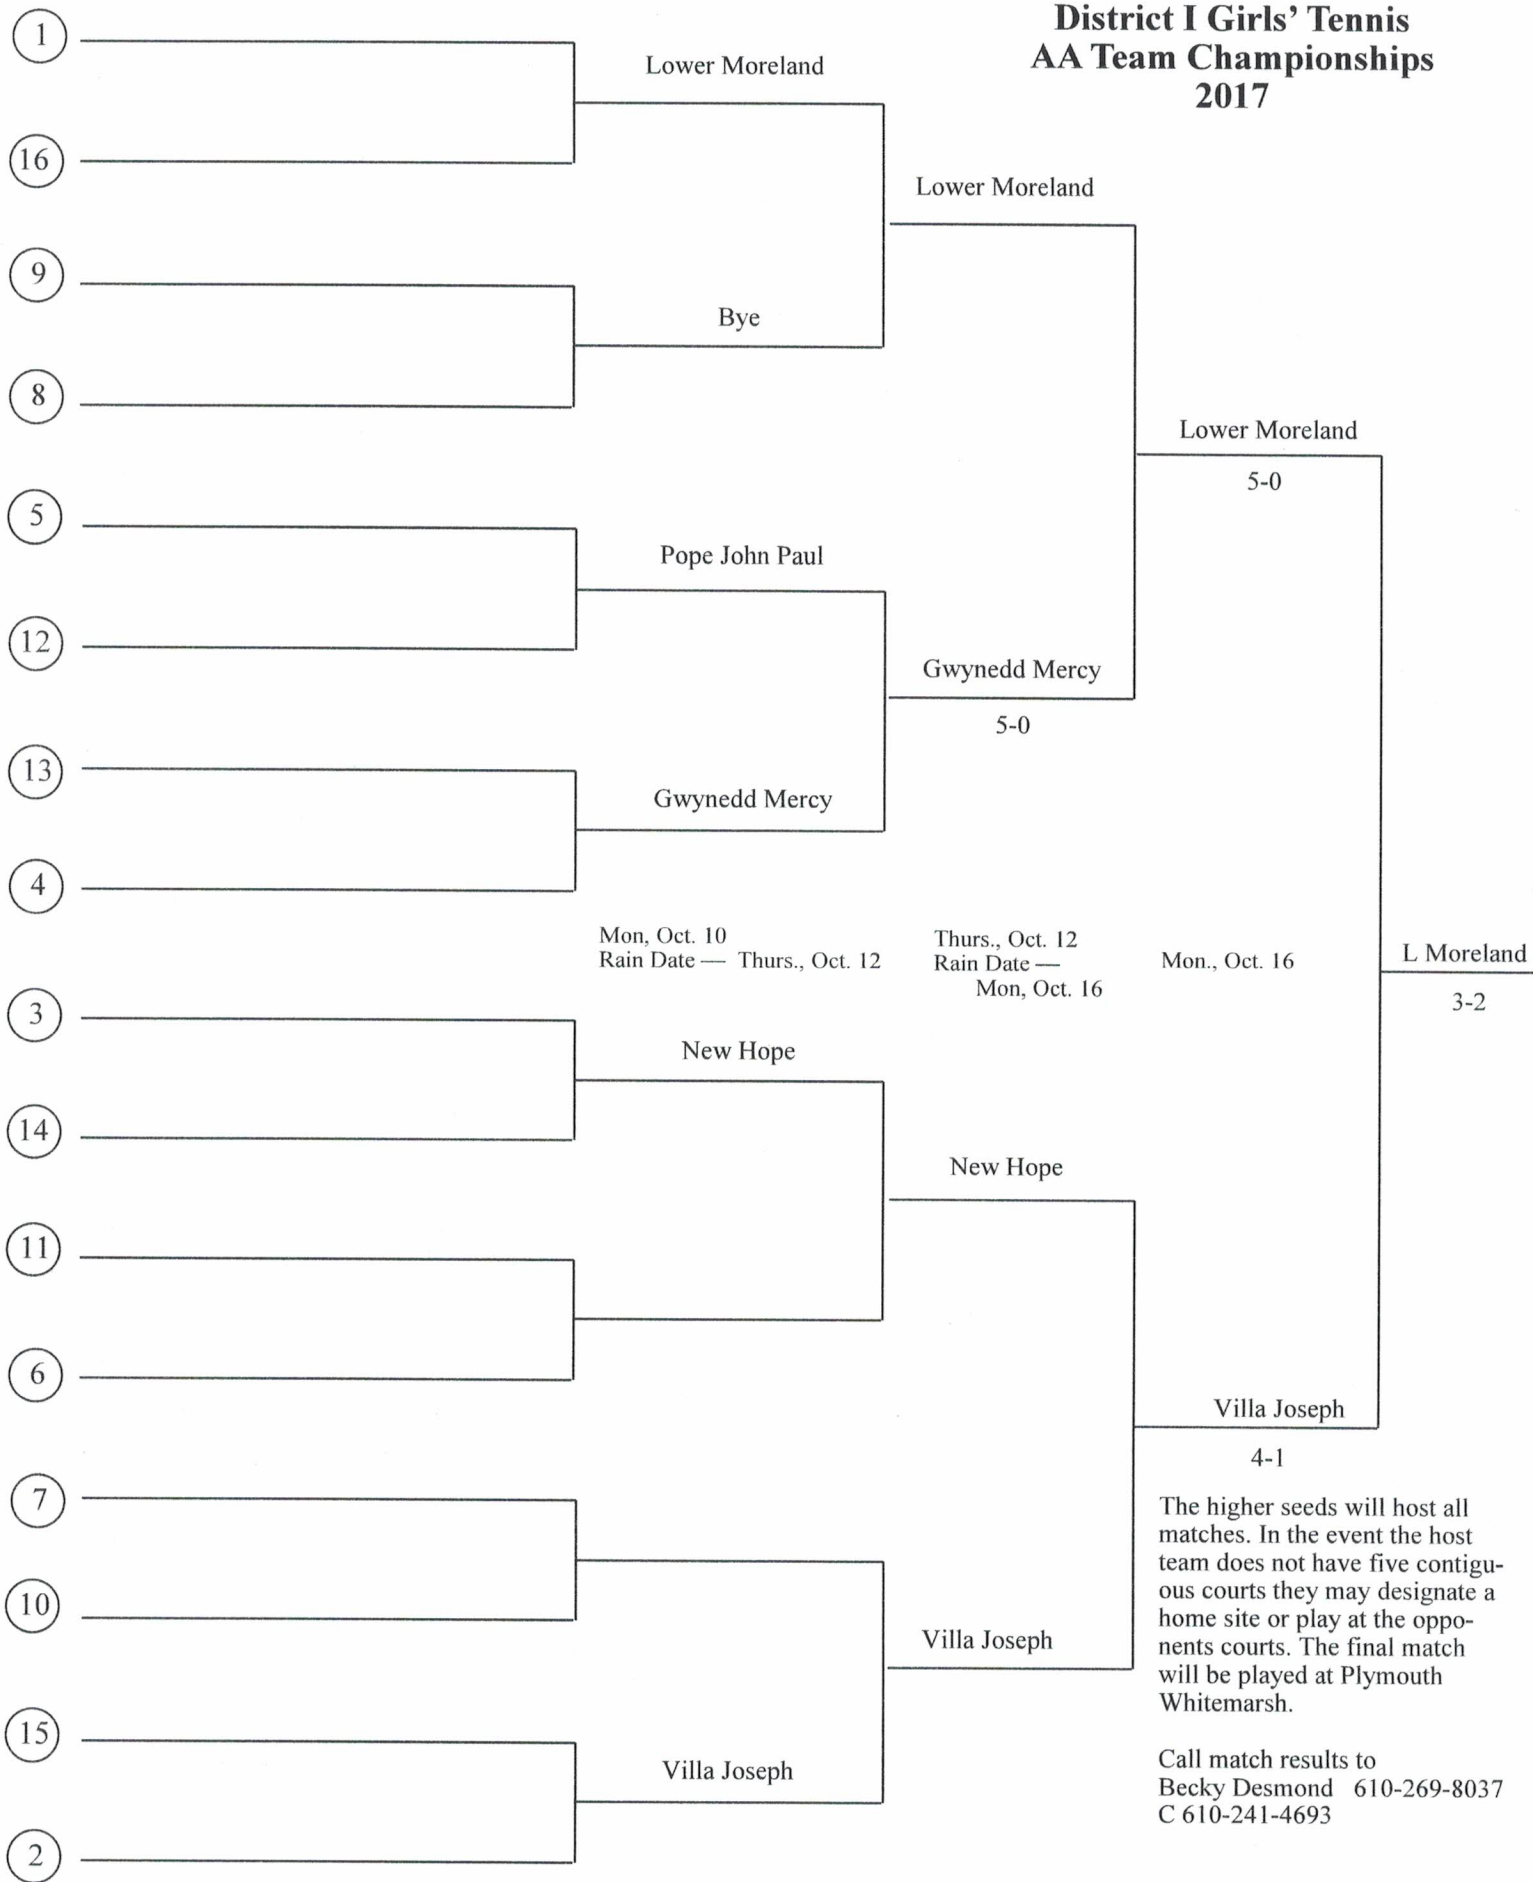 District I Girls' Tennis
AA Team Championships
2017
1
Lower Moreland
16
Lower Moreland
9
Bye
8
Lower Moreland
5-0
5
Pope John Paul
12
Gwynedd Mercy
5-0
13
Gwynedd Mercy
4
Mon, Oct. 10
Rain Date — Thurs., Oct. 12
Thurs., Oct. 12
Rain Date —
Mon, Oct. 16
Mon., Oct. 16
L Moreland
3-2
3
New Hope
14
New Hope
11
6
Villa Joseph
4-1
7
10
Villa Joseph
15
Villa Joseph
2
The higher seeds will host all
matches. In the event the host
team does not have five contigu-
ous courts they may designate a
home site or play at the oppo-
nents courts. The final match
will be played at Plymouth
Whitemarsh.
Call match results to
Becky Desmond 610-269-8037
C 610-241-4693